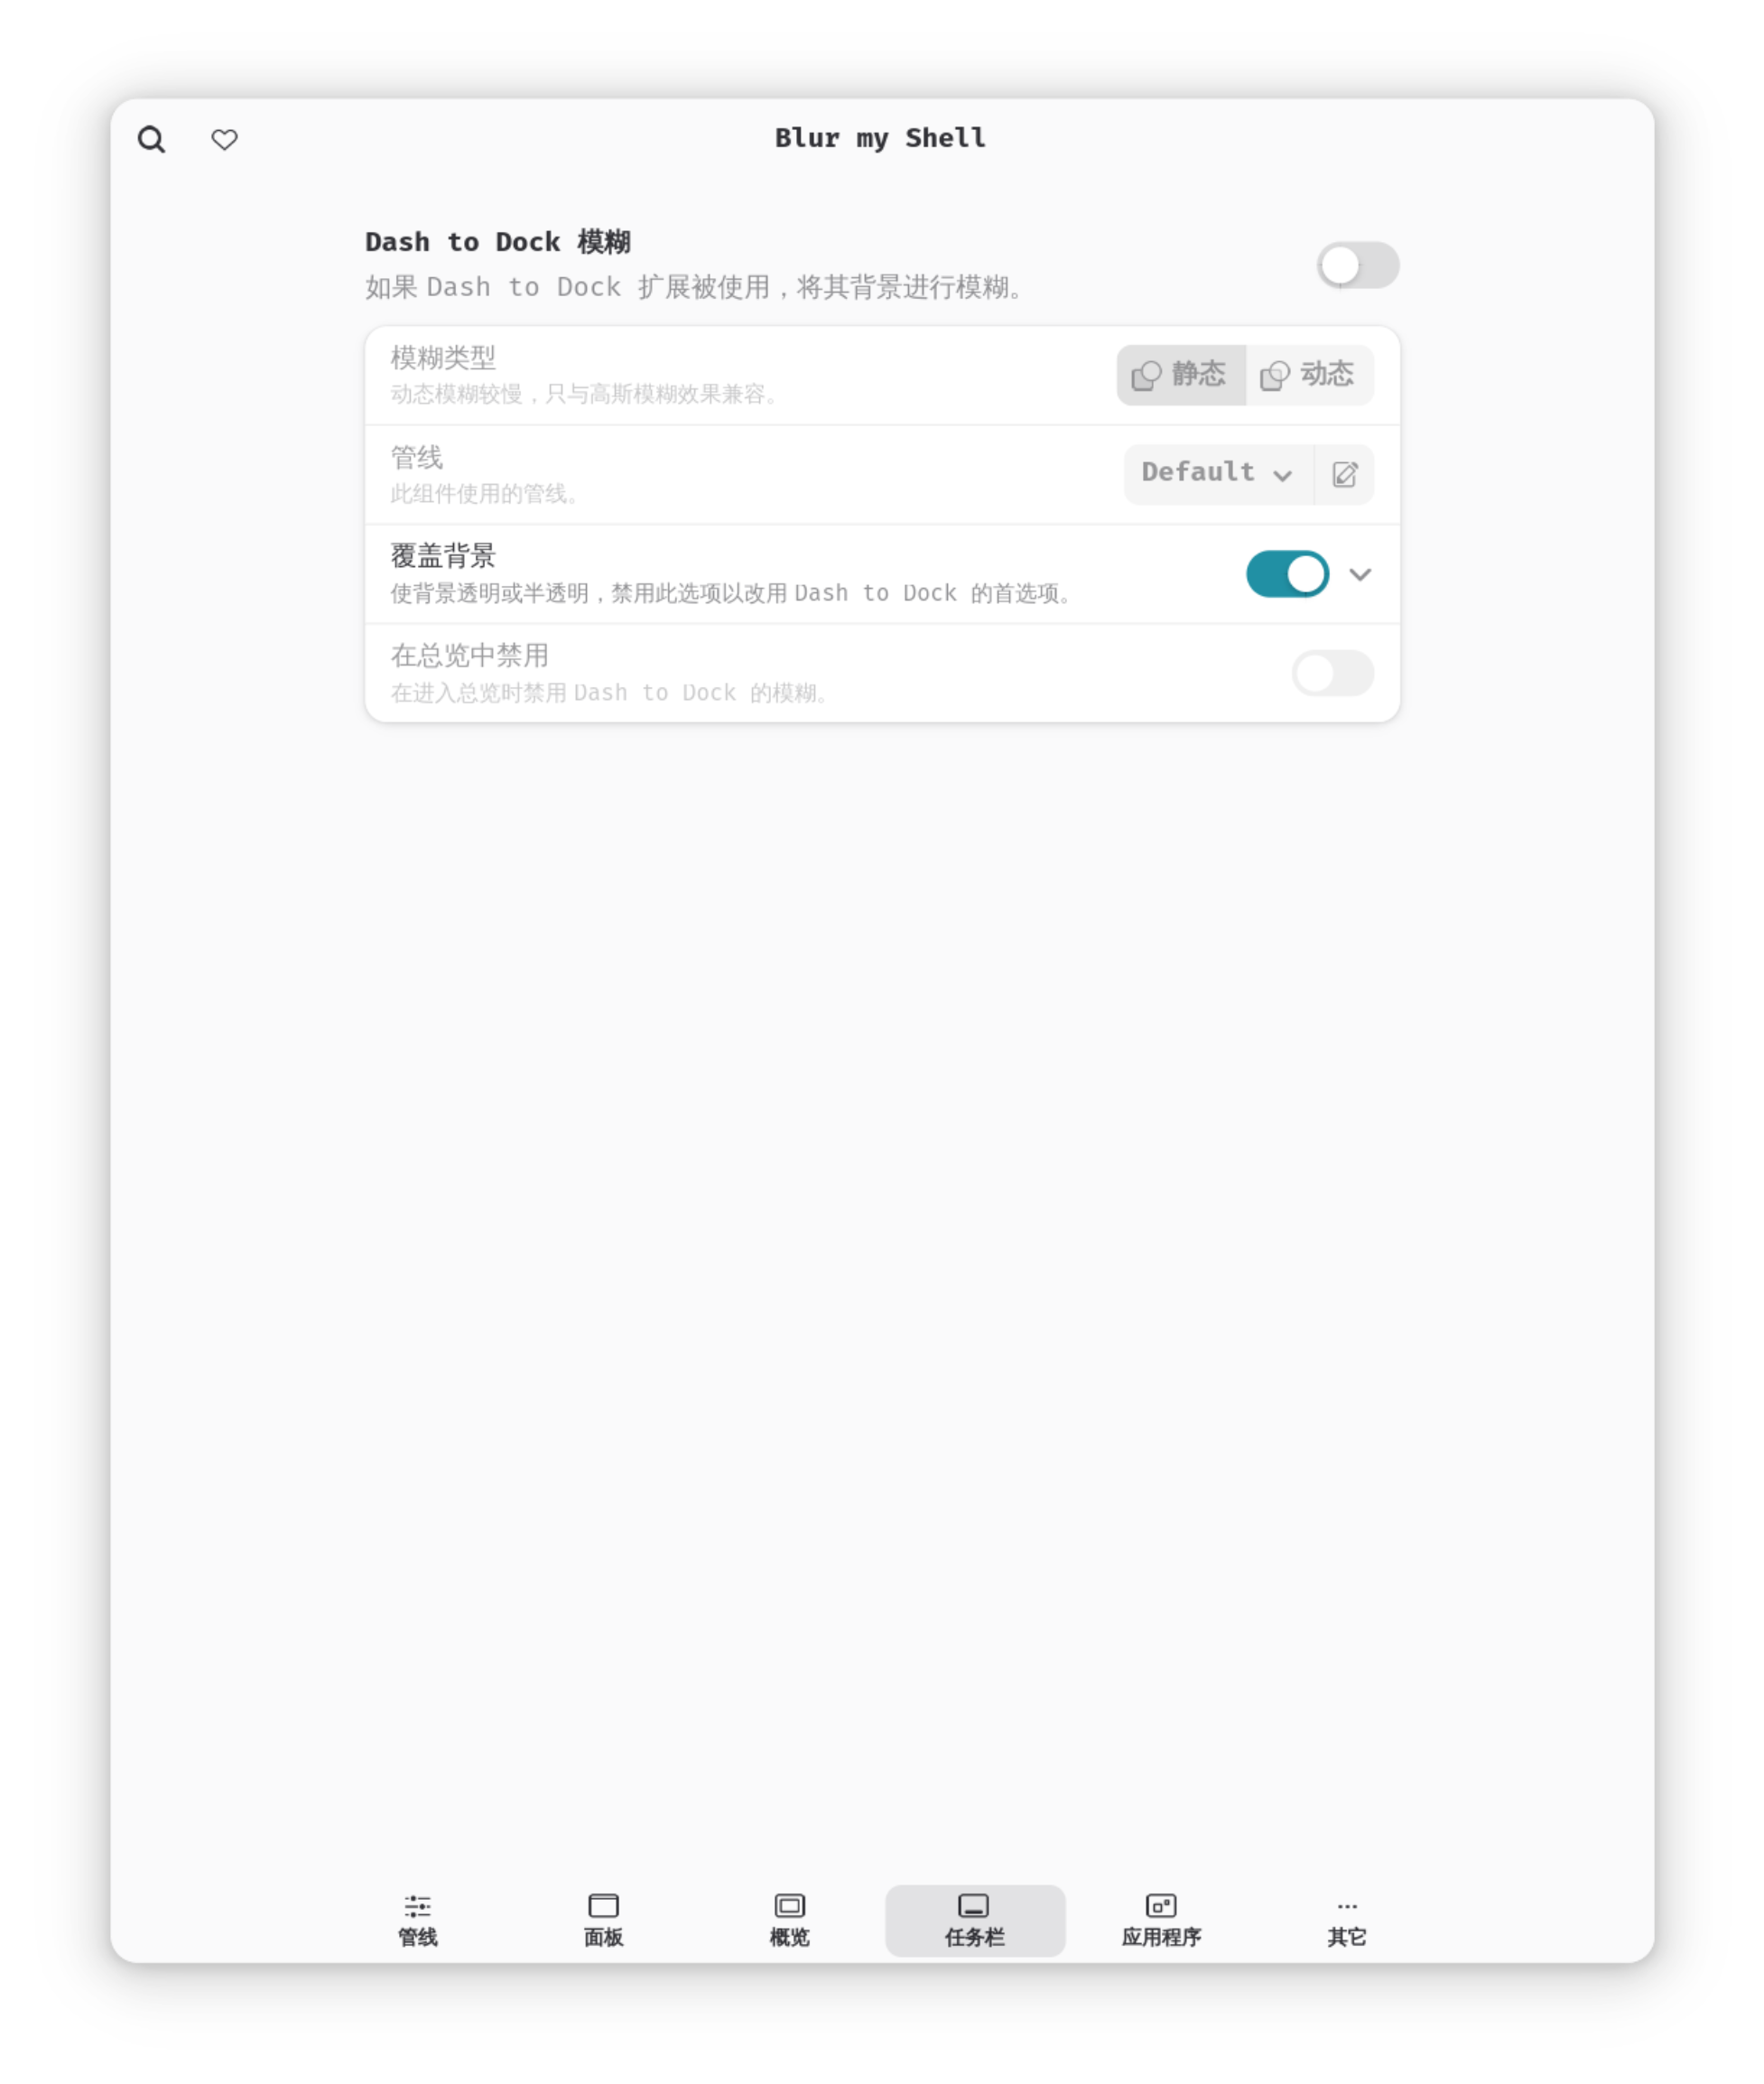 Blur my Shell
Dash to Dock 模糊
如果 Dash to Dock 扩展被使用，将其背景进行模糊。
模糊类型
动态模糊较慢，只与高斯模糊效果兼容。
静态 动态
管线
此组件使用的管线。
Default
覆盖背景
使背景透明或半透明，禁用此选项以改用 Dash to Dock 的首选项。
在总览中禁用
在进入总览时禁用 Dash to Dock 的模糊。
管线 面板 概览 任务栏 应用程序 其它